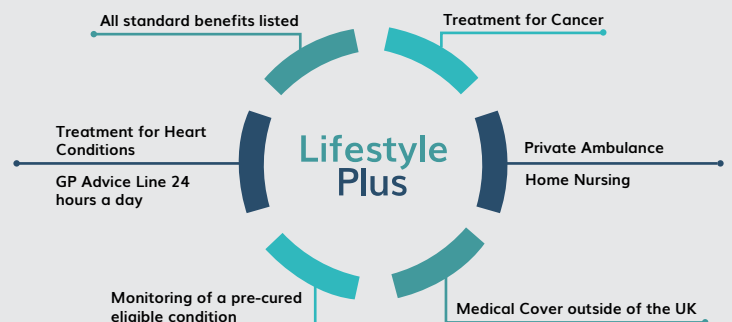 All standard benefits listed
Treatment for Cancer
Treatment for Heart
Conditions
GP Advice Line 24
hours a day
Lifestyle
Plus
Private Ambulance
Home Nursing
Monitoring of a pre-cured
eligible condition
Medical Cover outside of the UK